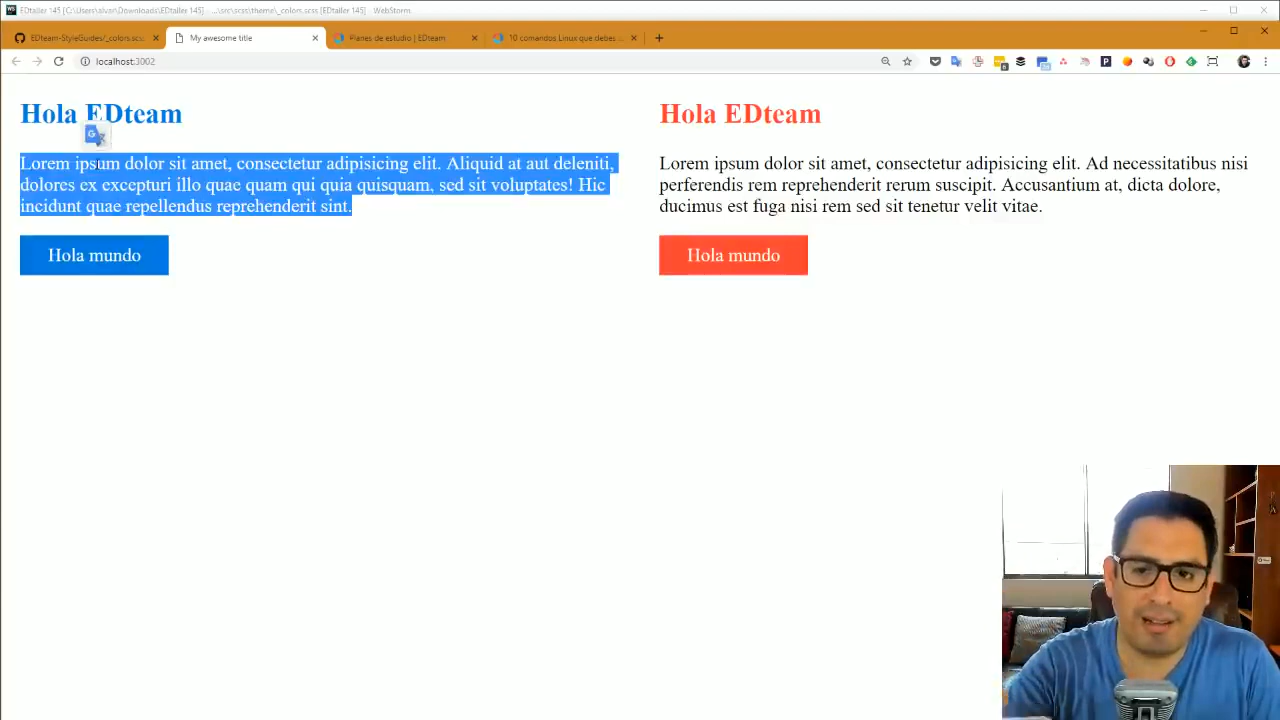 EDtaller 145 [C:\Users\alvar\Downloads\EDtaller 145] - ...\src\scss\theme\_colors.scss [EDtaller 145] - WebStorm
EDteam-StyleGuides/_colors.scs
My awesome title
Planes de estudio | EDteam
10 comandos Linux que debes
localhost:3002
Hola EDteam
Lorem ipsum dolor sit amet, consectetur adipisicing elit. Aliquid at aut deleniti,
dolores ex excepturi illo quae quam qui quia quisquam, sed sit voluptates! Hic
incidunt quae repellendus reprehenderit sint.
Hola mundo
Hola EDteam
Lorem ipsum dolor sit amet, consectetur adipisicing elit. Ad necessitatibus nisi
perferendis rem reprehenderit rerum suscipit. Accusantium at, dicta dolore,
ducimus est fuga nisi rem sed sit tenetur velit vitae.
Hola mundo